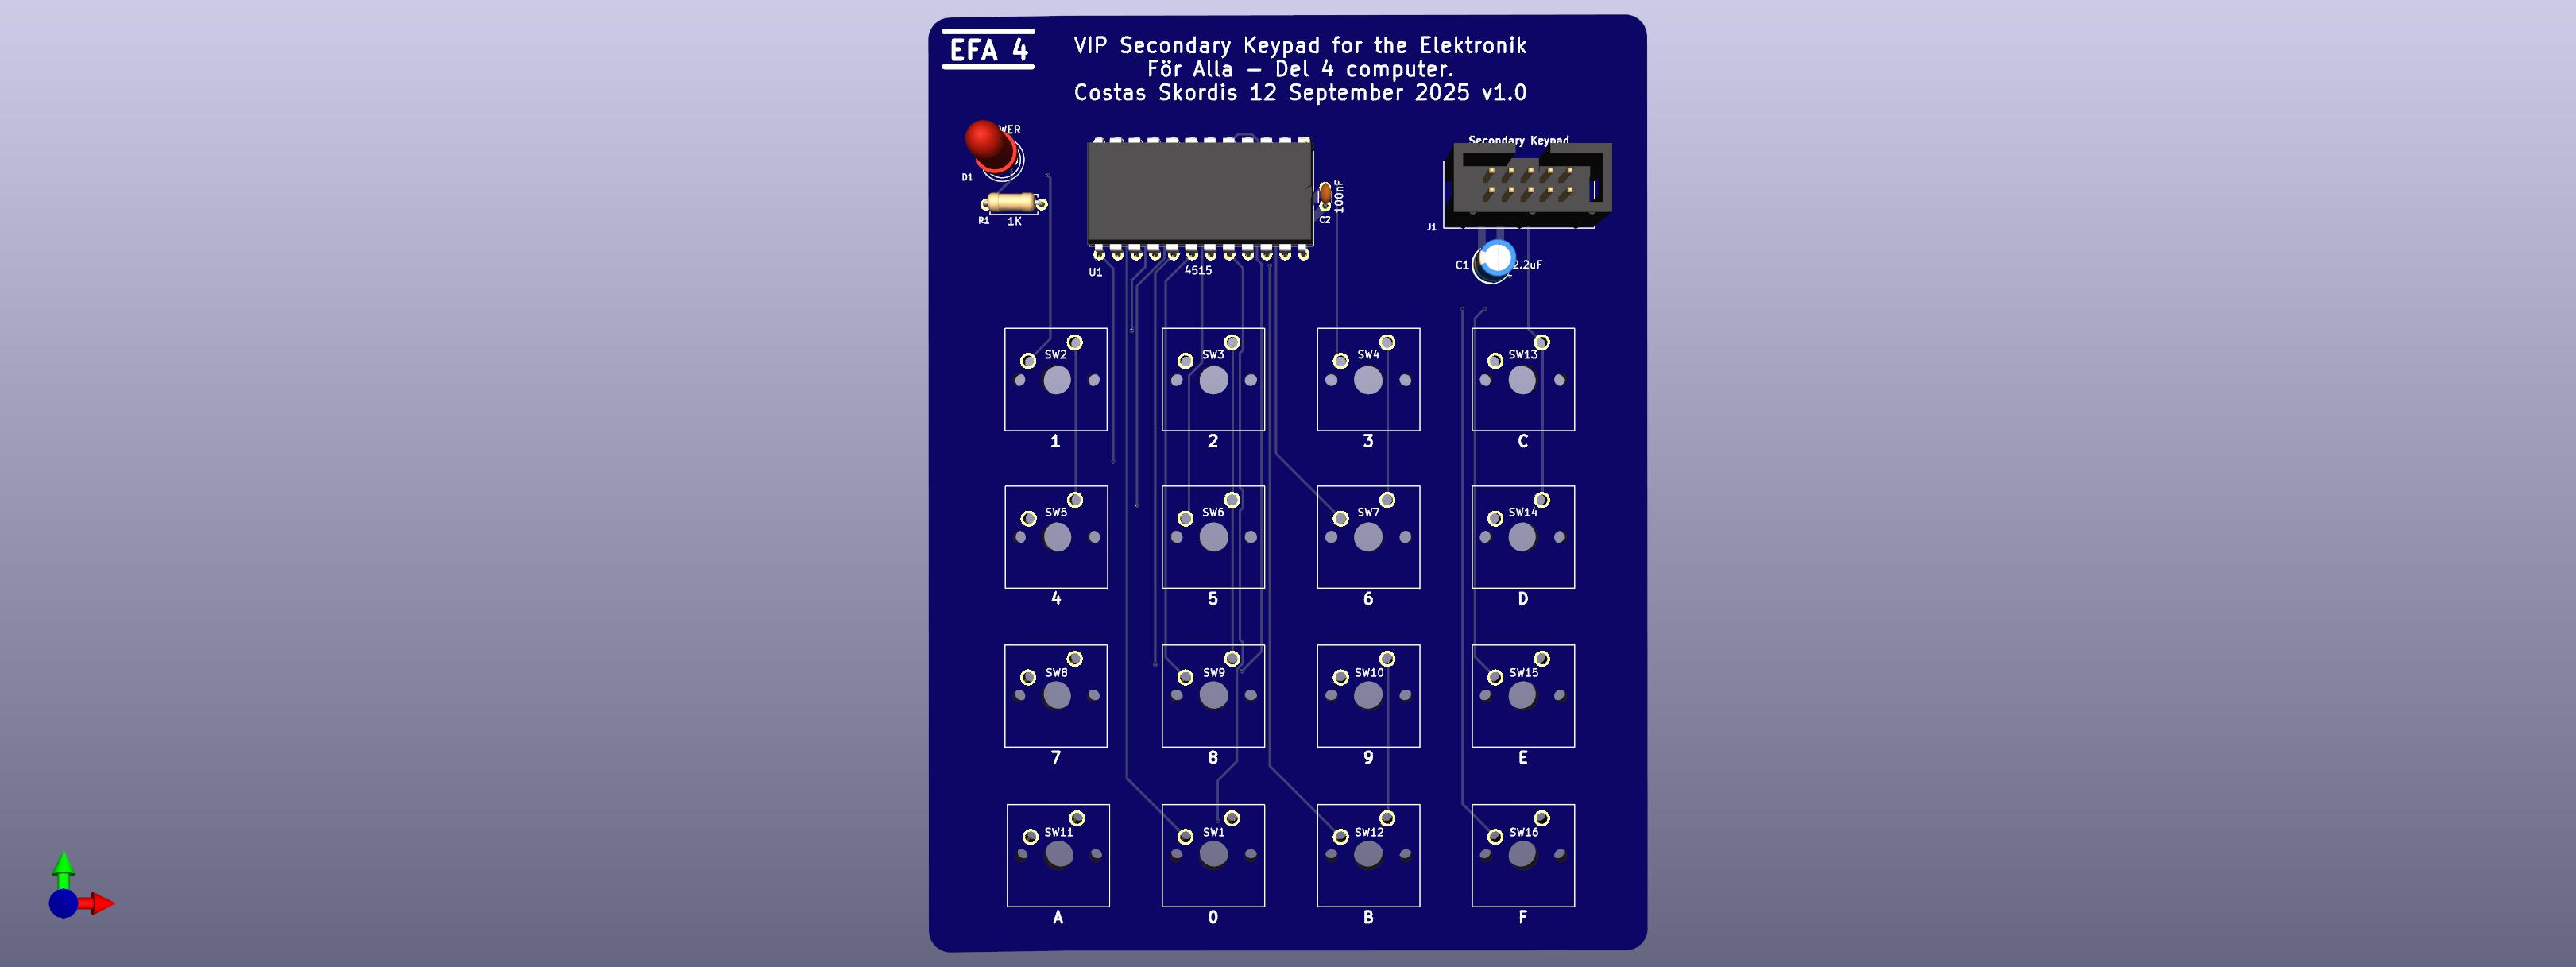 EFA 4
VIP Secondary Keypad for the Elektronik
För Alla – Del 4 computer.
Costas Skordis 12 September 2025 v1.0
WER
Secondary Keypad
D1
R1
1K
100nF
C2
J1
U1
4515
C1
2.2uF
SW2
SW3
SW4
SW13
1
2
3
C
SW5
SW6
SW7
SW14
4
5
6
D
SW8
SW9
SW10
SW15
7
8
9
E
SW11
SW1
SW12
SW16
A
0
B
F